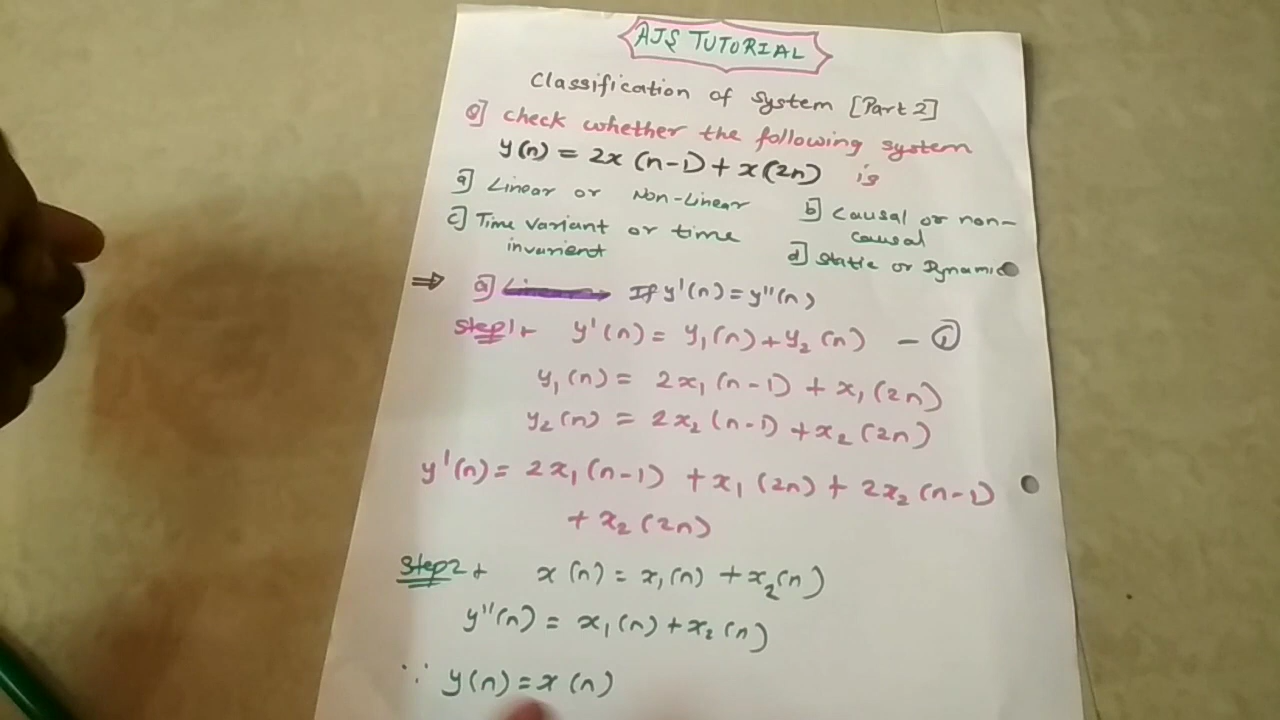 AJS TUTORIAL
Classification of System [Part 2]
Q] check whether the following system
y(n) = 2x (n-1) + x(2n) is
a] Linear or Non-Linear
b] Causal or non-
causal
c] Time variant or time
invarient
d] Static or Dynamic
⇒ a] If y'(n) = y''(n)
Step1+ y'(n) = y₁(n) + y₂(n) - ①
y₁(n) = 2x₁(n-1) + x₁(2n)
y₂(n) = 2x₂(n-1) + x₂(2n)
y'(n) = 2x₁(n-1) + x₁(2n) + 2x₂(n-1)
+ x₂(2n)
Step2+ x(n) = x₁(n) + x₂(n)
y''(n) = x₁(n) + x₂(n)
∵ y(n) = x(n)